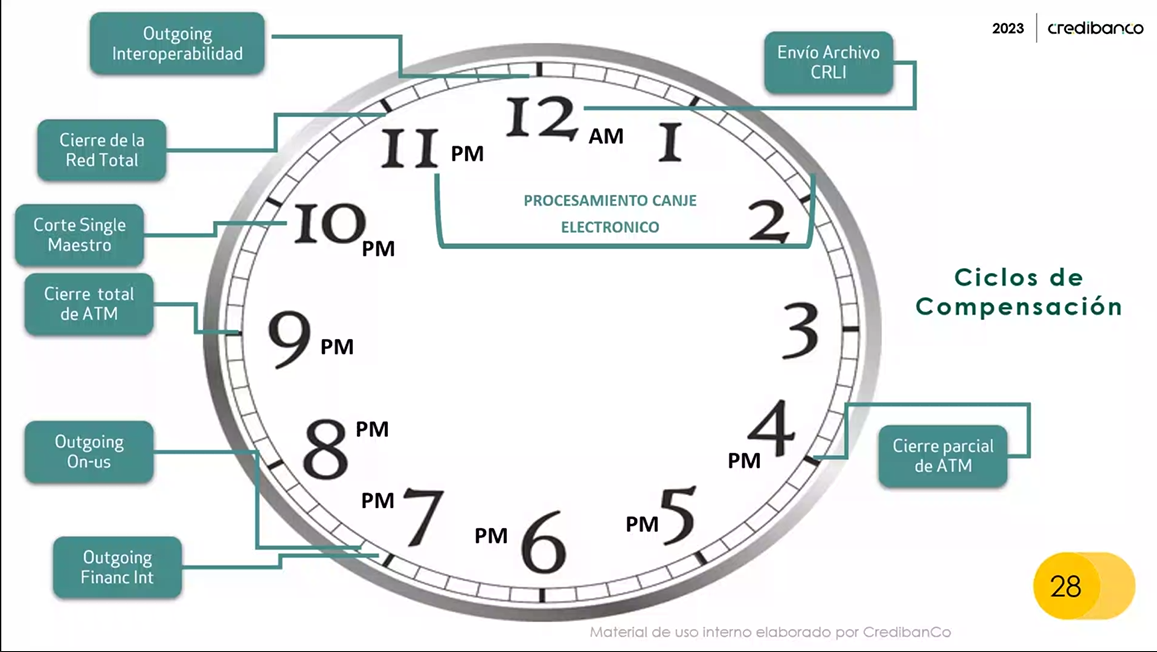 2023
credibanco
Outgoing
Interoperabilidad
Envío Archivo
CRLI
Cierre de la
Red Total
Corte Single
Maestro
Cierre total
de ATM
Outgoing
On-us
Outgoing
Financ Int
12 AM
1
2
3
4
PM
PM 5
PM 6
PM 7
8 PM
9 PM
10
PM
11 PM
PROCESAMIENTO CANJE
ELECTRONICO
Ciclos de
Compensación
Cierre parcial
de ATM
28
Material de uso interno elaborado por CredibanCo